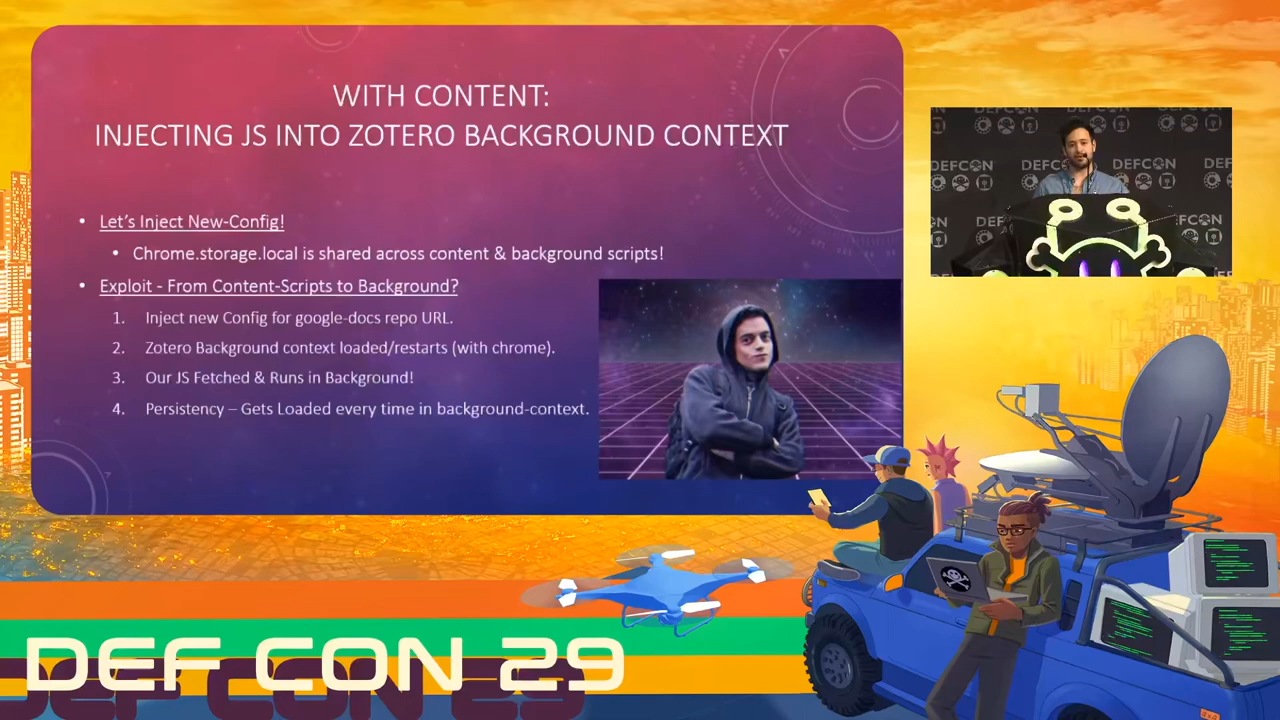 WITH CONTENT:
INJECTING JS INTO ZOTERO BACKGROUND CONTEXT
• Let's Inject New-Config!
• Chrome.storage.local is shared across content & background scripts!
• Exploit - From Content-Scripts to Background?
1. Inject new Config for google-docs repo URL.
2. Zotero Background context loaded/restarts (with chrome).
3. Our JS Fetched & Runs in Background!
4. Persistency – Gets Loaded every time in background-context.
DEFCON
DEFCON
DEFCON
DEF CON 29